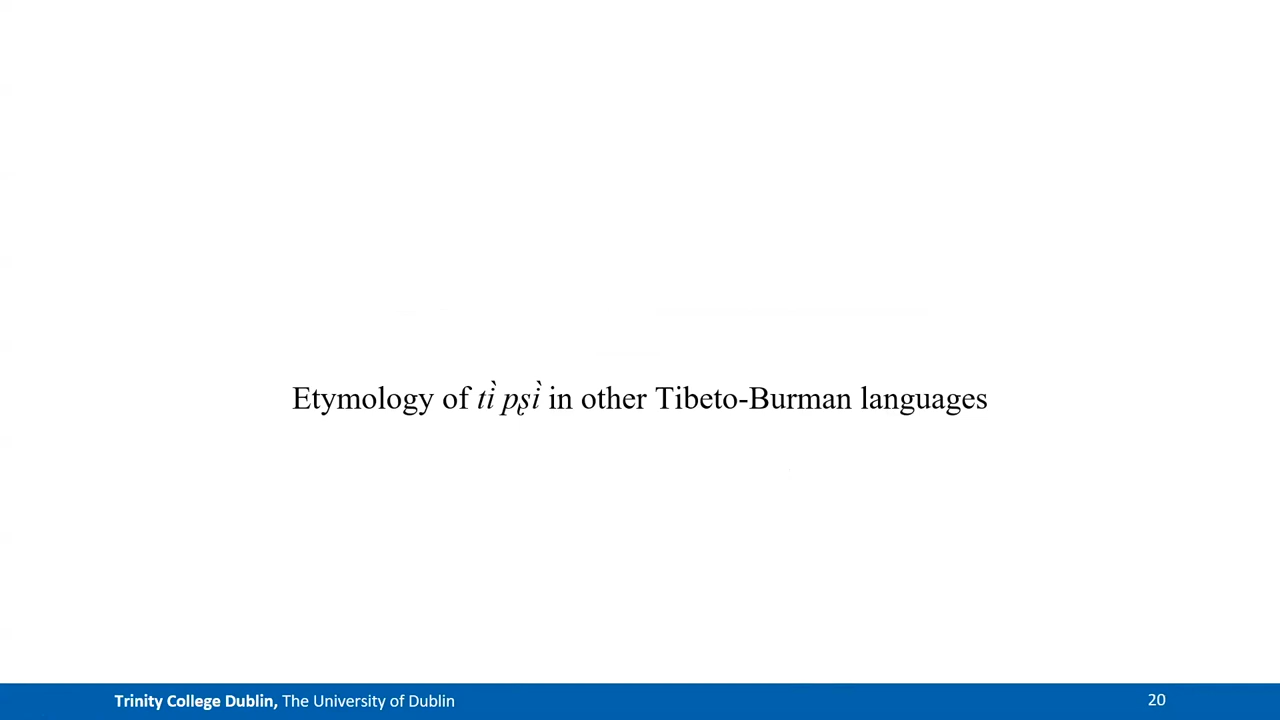 Etymology of tì pʂì in other Tibeto-Burman languages
Trinity College Dublin, The University of Dublin
20